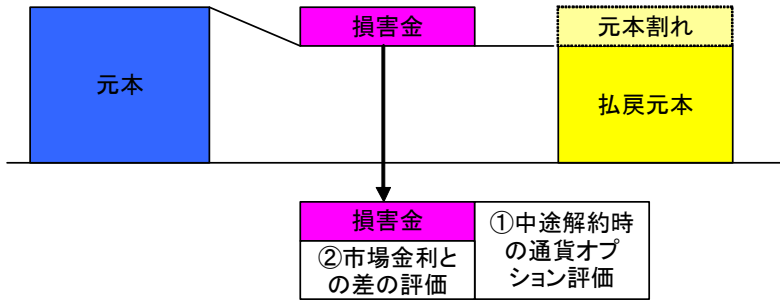 元本
損害金
元本割れ
払戻元本
損害金
②市場金利と
の差の評価
①中途解約時
の通貨オプ
ション評価